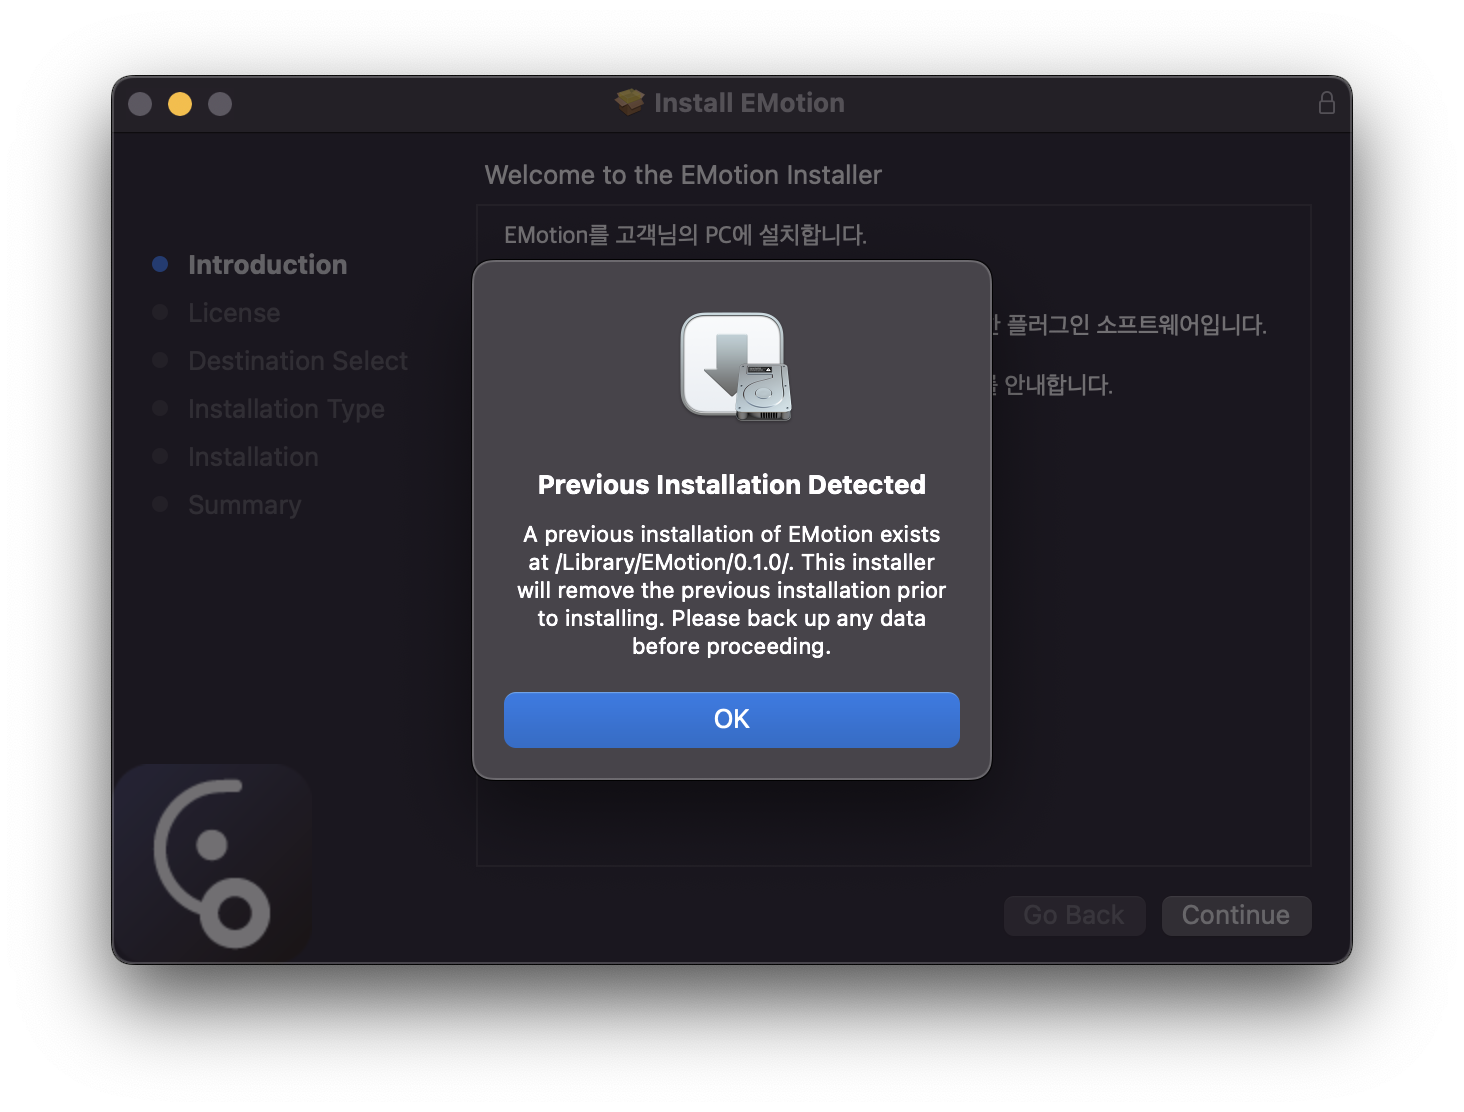 Install EMotion
Welcome to the EMotion Installer
EMotion를 고객님의 PC에 설치합니다.
플러그인 소프트웨어입니다.
안내합니다.
Introduction
License
Destination Select
Installation Type
Installation
Summary
Previous Installation Detected
A previous installation of EMotion exists
at /Library/EMotion/0.1.0/. This installer
will remove the previous installation prior
to installing. Please back up any data
before proceeding.
OK
Go Back
Continue